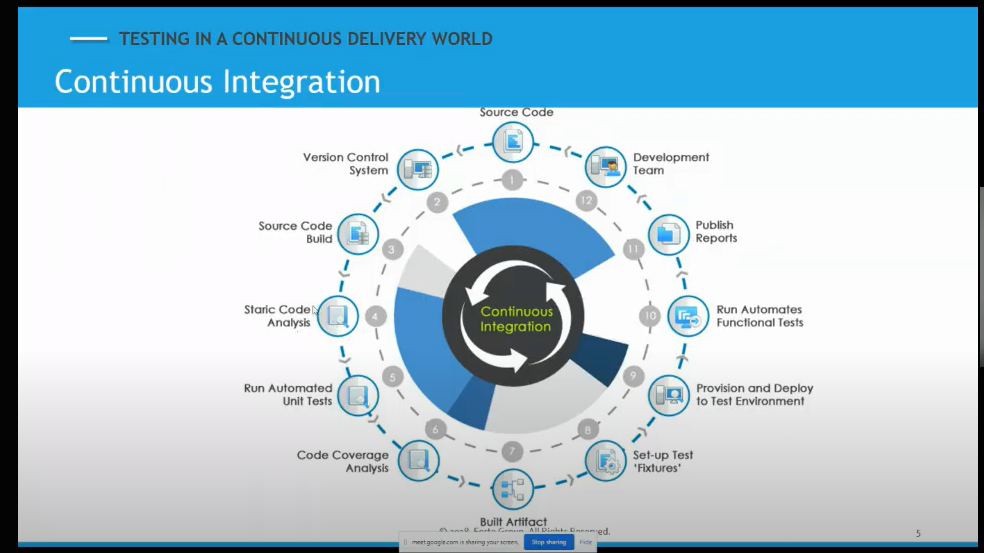 TESTING IN A CONTINUOUS DELIVERY WORLD
Continuous Integration
Source Code
Version Control
System
Development
Team
Source Code
Build
Publish
Reports
Staric Code
Analysis
Run Automates
Functional Tests
Run Automated
Unit Tests
Provision and Deploy
to Test Environment
Code Coverage
Analysis
Set-up Test
'Fixtures'
Built Artifact
1
2
3
4
5
6
7
8
9
10
11
12
Continuous
Integration
Group. All Rights Reserved.
5
meet.google.com is sharing your screen.
Stop sharing
Hide